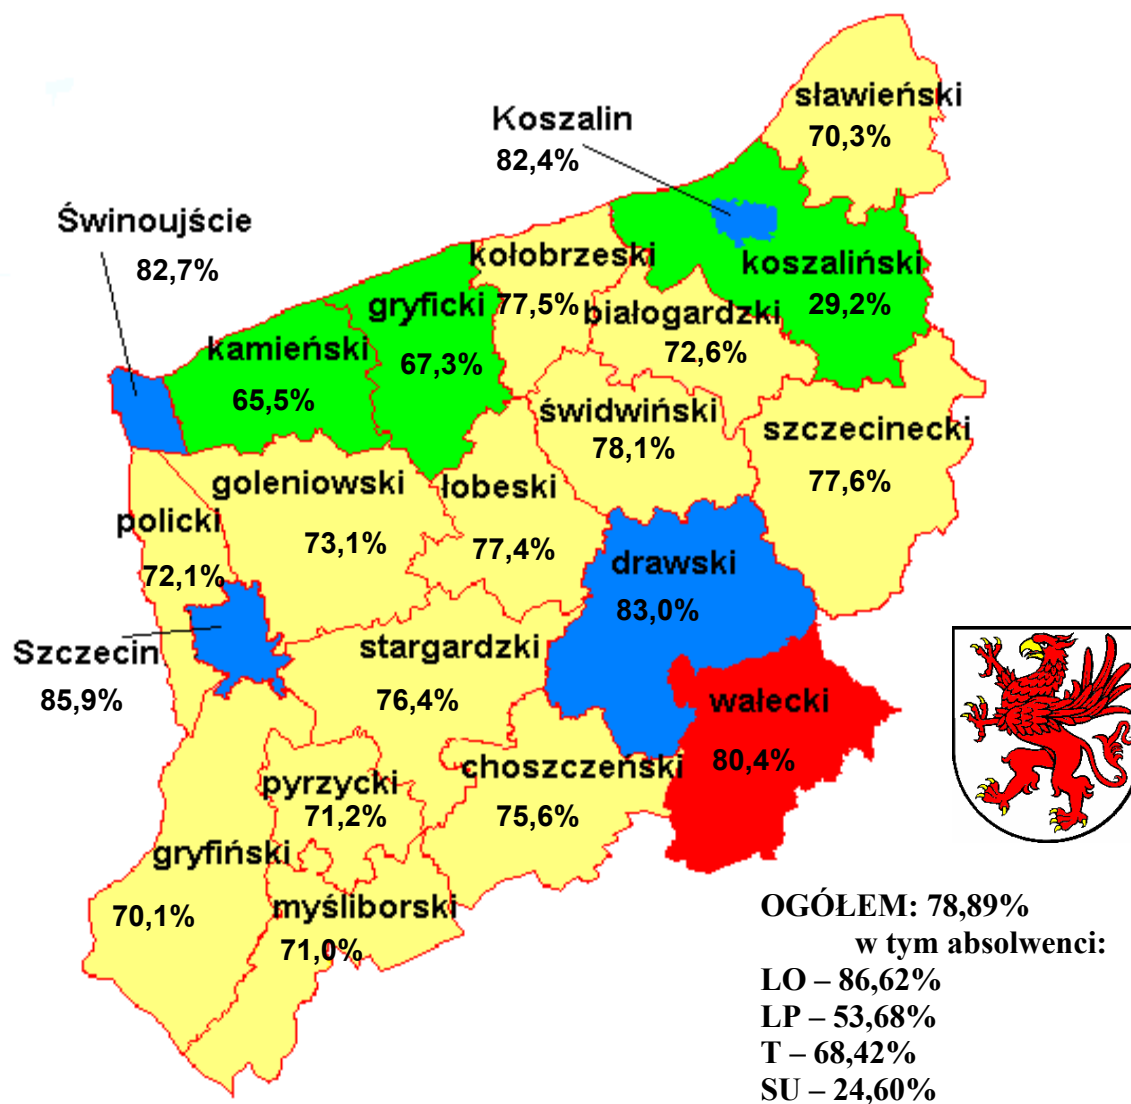 sławieński
70,3%
Koszalin
82,4%
Świnoujście
82,7%
kołobrzeski
77,5%
koszaliński
29,2%
gryficki
67,3%
białogardzki
72,6%
kamieński
65,5%
świdwiński
78,1%
szczecinecki
77,6%
goleniowski
73,1%
łobeski
77,4%
policki
72,1%
drawski
83,0%
Szczecin
85,9%
stargardzki
76,4%
wałecki
80,4%
choszczeński
75,6%
pyrzycki
71,2%
gryfiński
70,1%
myśliborski
71,0%
OGÓŁEM: 78,89%
w tym absolwenci:
LO – 86,62%
LP – 53,68%
T – 68,42%
SU – 24,60%